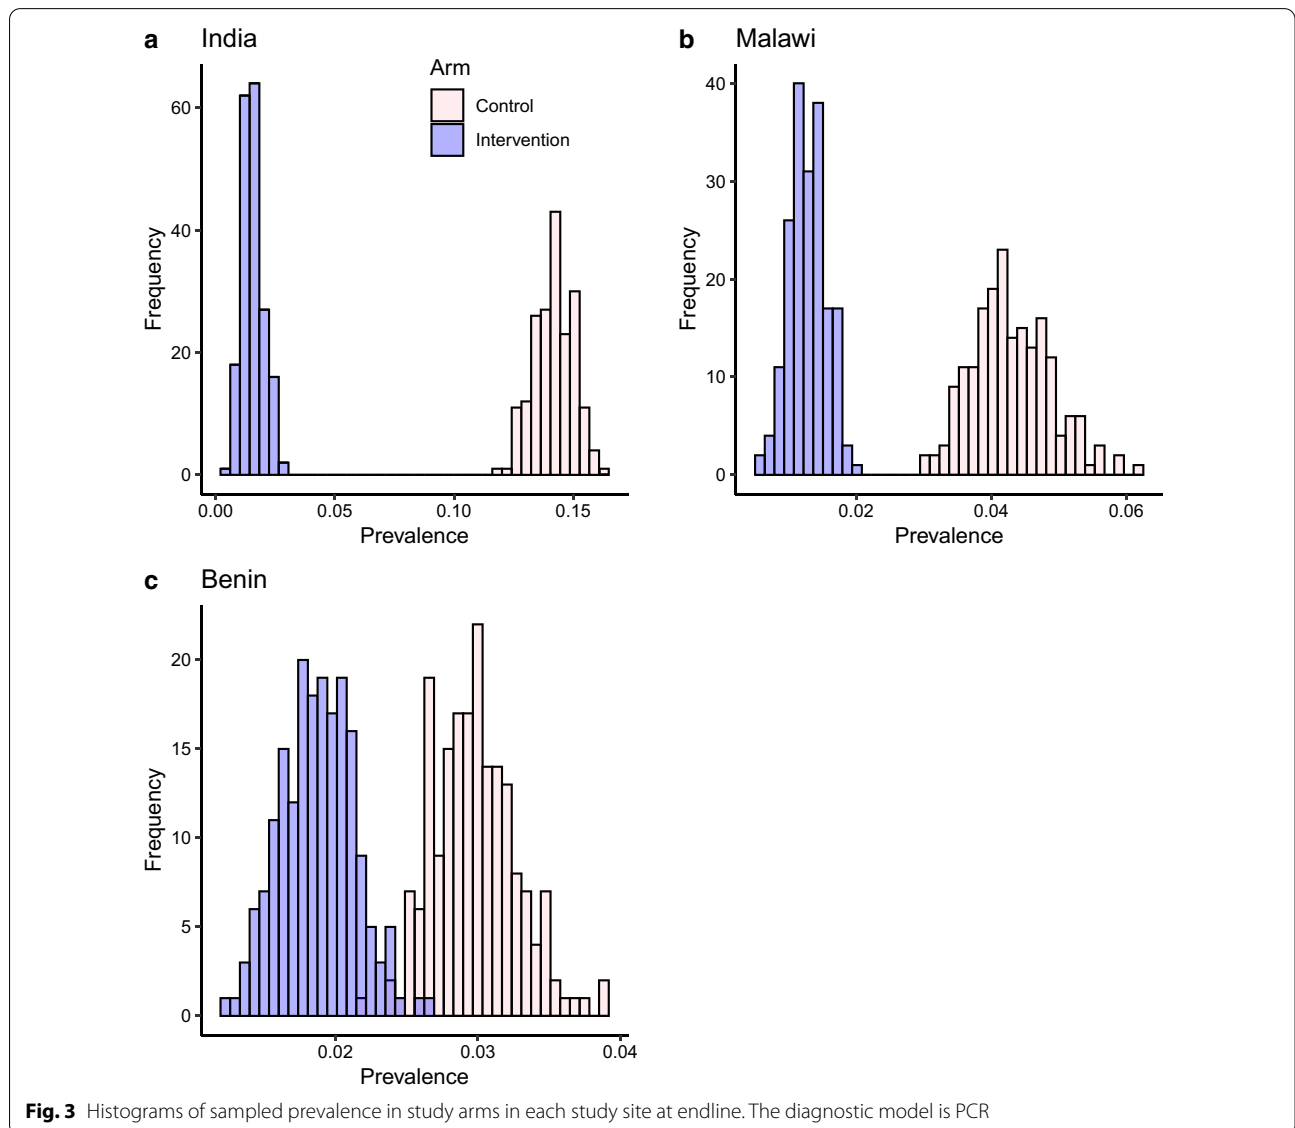 a India
Arm
Control
Intervention
Frequency
60
40
20
0
0.00 0.05 0.10 0.15
Prevalence
b Malawi
Frequency
40
30
20
10
0
0.02 0.04 0.06
Prevalence
c Benin
Frequency
20
15
10
5
0
0.02 0.03 0.04
Prevalence
Fig. 3 Histograms of sampled prevalence in study arms in each study site at endline. The diagnostic model is PCR